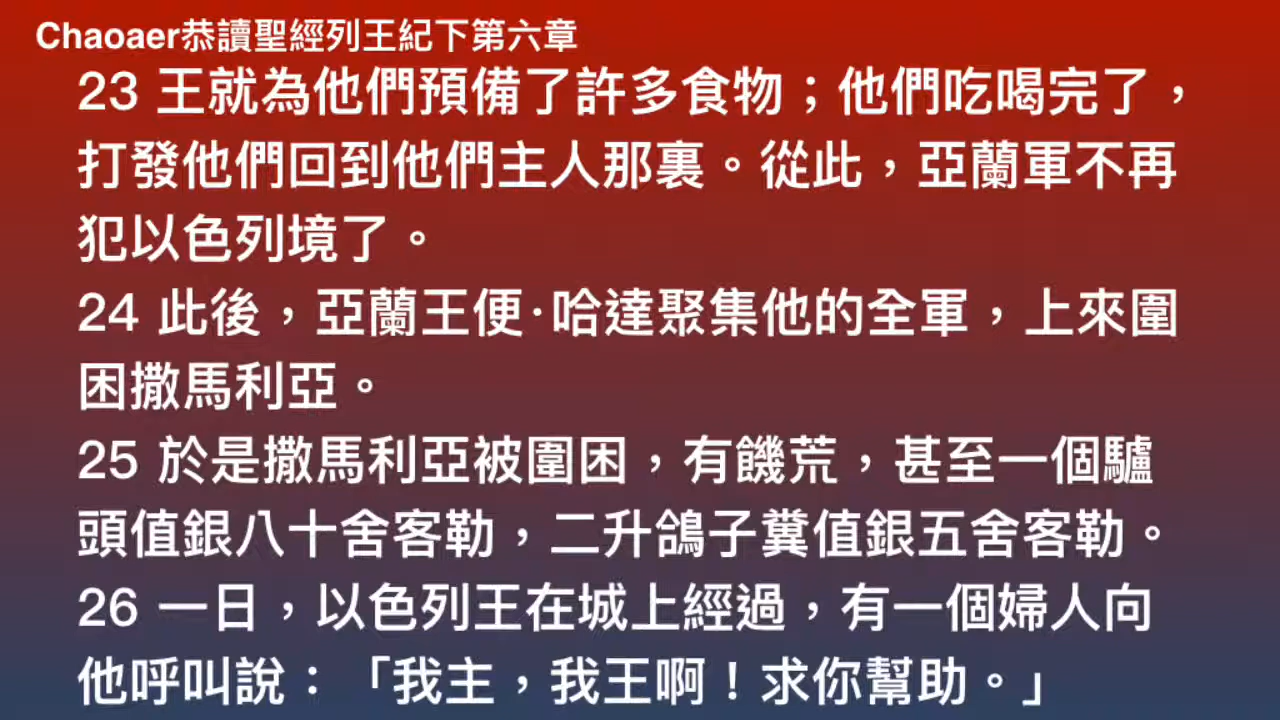 Chaoaer恭讀聖經列王紀下第六章
23 王就為他們預備了許多食物；他們吃喝完了，
打發他們回到他們主人那裏。從此，亞蘭軍不再
犯以色列境了。
24 此後，亞蘭王便·哈達聚集他的全軍，上來圍
困撒馬利亞。
25 於是撒馬利亞被圍困，有饑荒，甚至一個驢
頭值銀八十舍客勒，二升鴿子糞值銀五舍客勒。
26 一日，以色列王在城上經過，有一個婦人向
他呼叫說：「我主，我王啊！求你幫助。」